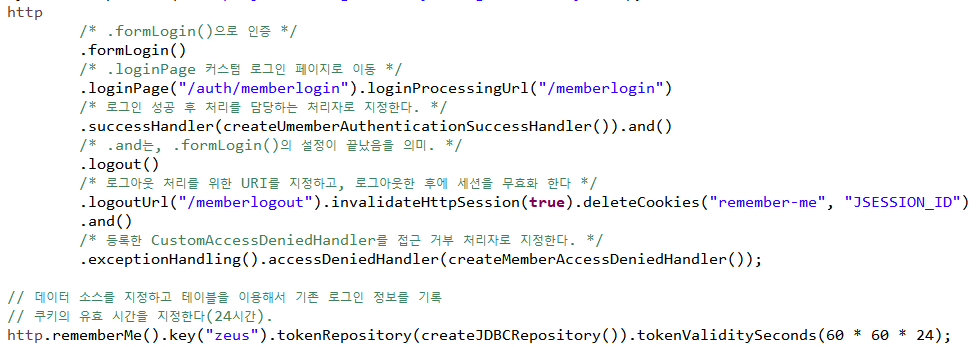 http
/* .formLogin()으로 인증 */
.formLogin()
/* .loginPage 커스텀 로그인 페이지로 이동 */
.loginPage("/auth/memberlogin").loginProcessingUrl("/memberlogin")
/* 로그인 성공 후 처리를 담당하는 처리자로 지정한다. */
.successHandler(createUmemberAuthenticationSuccessHandler()).and()
/* .and는, .formLogin()의 설정이 끝났음을 의미. */
.logout()
/* 로그아웃 처리를 위한 URI를 지정하고, 로그아웃한 후에 세션을 무효화 한다 */
.logoutUrl("/memberlogout").invalidateHttpSession(true).deleteCookies("remember-me", "JSESSION_ID")
.and()
/* 등록한 CustomAccessDeniedHandler를 접근 거부 처리자로 지정한다. */
.exceptionHandling().accessDeniedHandler(createMemberAccessDeniedHandler());
// 데이터 소스를 지정하고 테이블을 이용해서 기존 로그인 정보를 기록
// 쿠키의 유효 시간을 지정한다(24시간).
http.rememberMe().key("zeus").tokenRepository(createJDBCRepository()).tokenValiditySeconds(60 * 60 * 24);